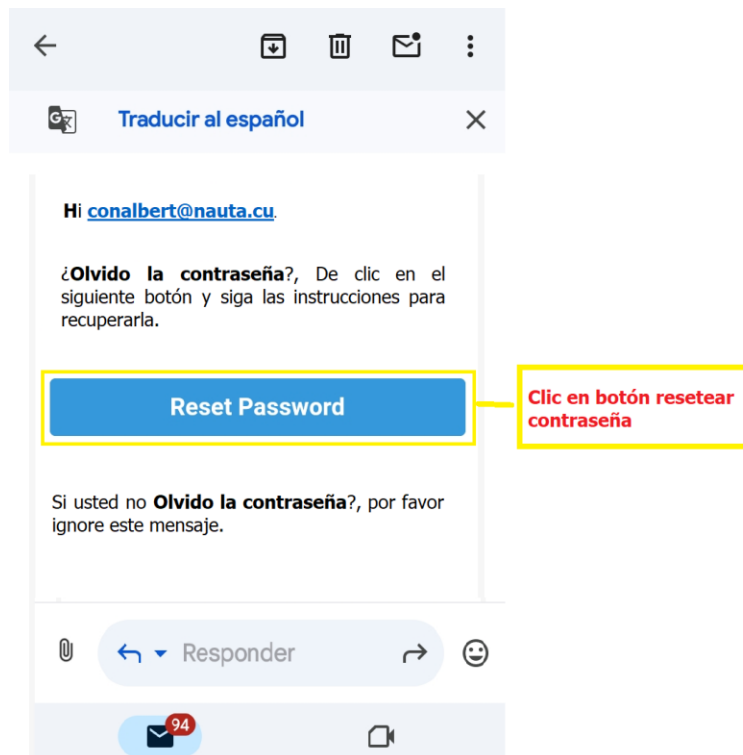 Traducir al español
Hi conalbert@nauta.cu.
¿Olvido la contraseña?, De clic en el
siguiente botón y siga las instrucciones para
recuperarla.
Reset Password
Clic en botón resetear
contraseña
Si usted no Olvido la contraseña?, por favor
ignore este mensaje.
Responder
94